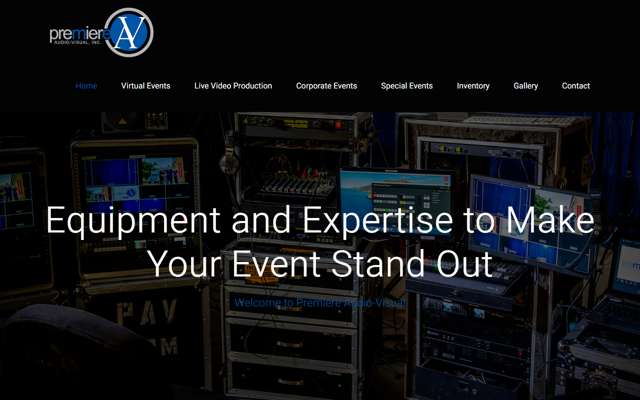 premiere AV
AUDIO/VISUAL, INC.
Home Virtual Events Live Video Production Corporate Events Special Events Inventory Gallery Contact
Equipment and Expertise to Make
Your Event Stand Out
Welcome to Premiere Audio-Visual
PAV